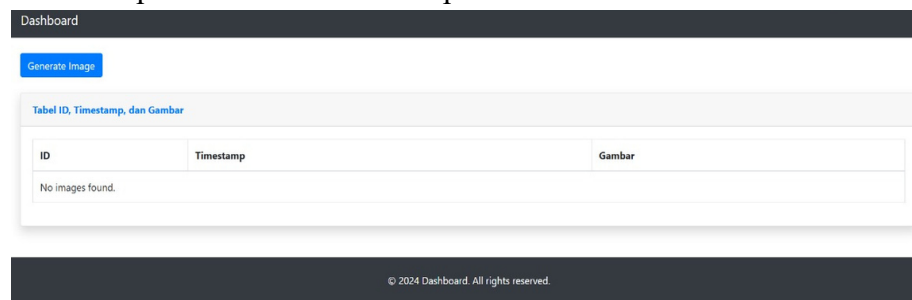 Dashboard
Generate Image
Tabel ID, Timestamp, dan Gambar
ID Timestamp Gambar
No images found.
© 2024 Dashboard. All rights reserved.